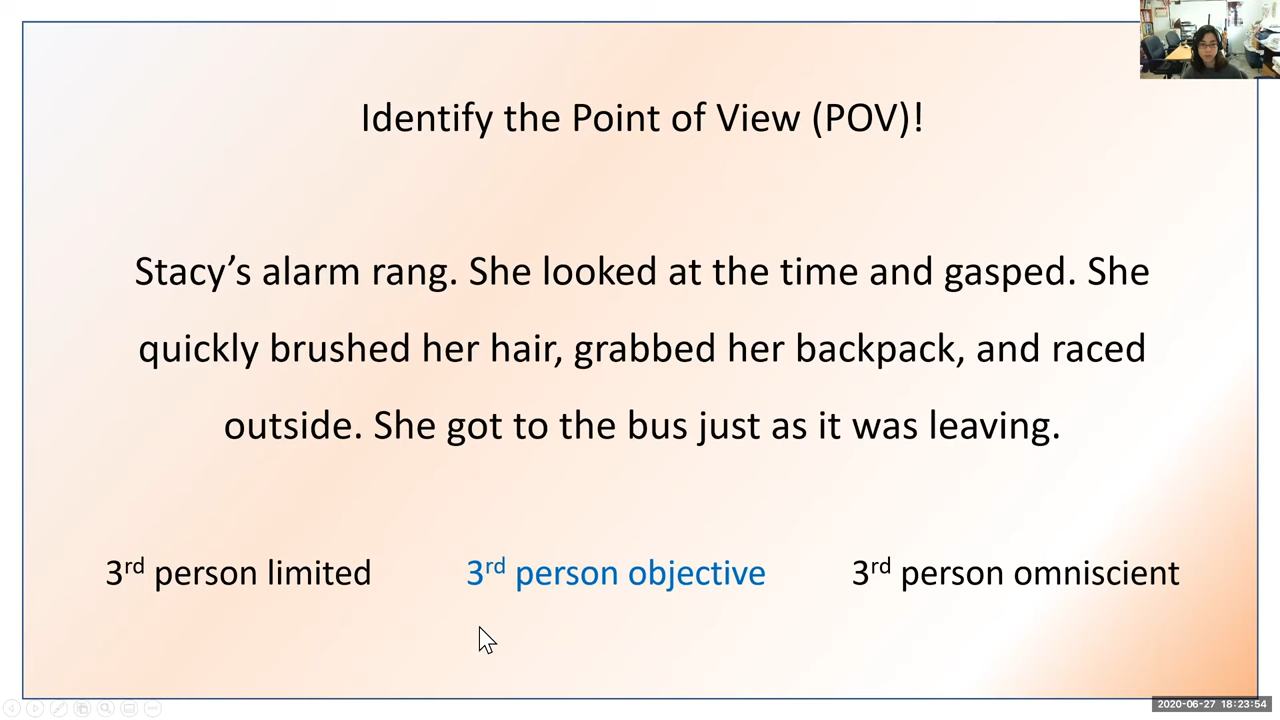 Identify the Point of View (POV)!
Stacy’s alarm rang. She looked at the time and gasped. She
quickly brushed her hair, grabbed her backpack, and raced
outside. She got to the bus just as it was leaving.
3rd person limited
3rd person objective
3rd person omniscient
2020-06-27 18:23:54